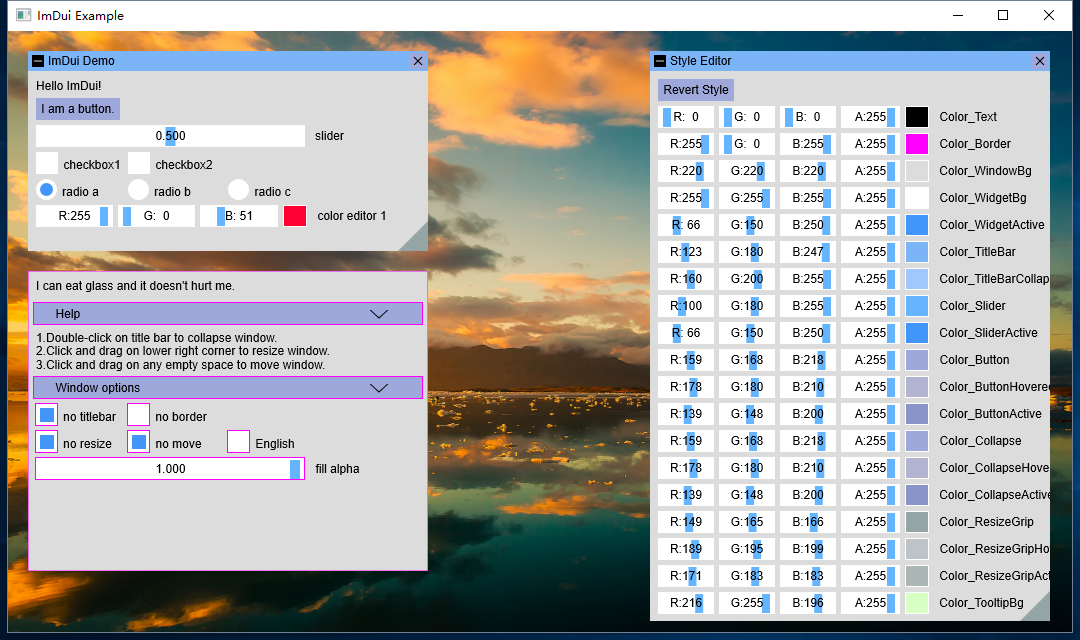 ImDui Example
ImDui Demo
Hello ImDui!
I am a button.
0.500 slider
checkbox1 checkbox2
radio a radio b radio c
R:255 G: 0 B: 51 color editor 1
I can eat glass and it doesn't hurt me.
Help
1.Double-click on title bar to collapse window.
2.Click and drag on lower right corner to resize window.
3.Click and drag on any empty space to move window.
Window options
no titlebar no border
no resize no move English
1.000 fill alpha
Style Editor
Revert Style
R: 0 G: 0 B: 0 A:255 Color_Text
R:255 G: 0 B:255 A:255 Color_Border
R:220 G:220 B:220 A:255 Color_WindowBg
R:255 G:255 B:255 A:255 Color_WidgetBg
R: 66 G:150 B:250 A:255 Color_WidgetActive
R:123 G:180 B:247 A:255 Color_TitleBar
R:160 G:200 B:255 A:255 Color_TitleBarCollap
R:100 G:180 B:255 A:255 Color_Slider
R: 66 G:150 B:250 A:255 Color_SliderActive
R:159 G:168 B:218 A:255 Color_Button
R:178 G:180 B:210 A:255 Color_ButtonHovered
R:139 G:148 B:200 A:255 Color_ButtonActive
R:159 G:168 B:218 A:255 Color_Collapse
R:178 G:180 B:210 A:255 Color_CollapseHove
R:139 G:148 B:200 A:255 Color_CollapseActive
R:149 G:165 B:166 A:255 Color_ResizeGrip
R:189 G:195 B:199 A:255 Color_ResizeGripHo
R:171 G:183 B:183 A:255 Color_ResizeGripAct
R:216 G:255 B:196 A:255 Color_TooltipBg